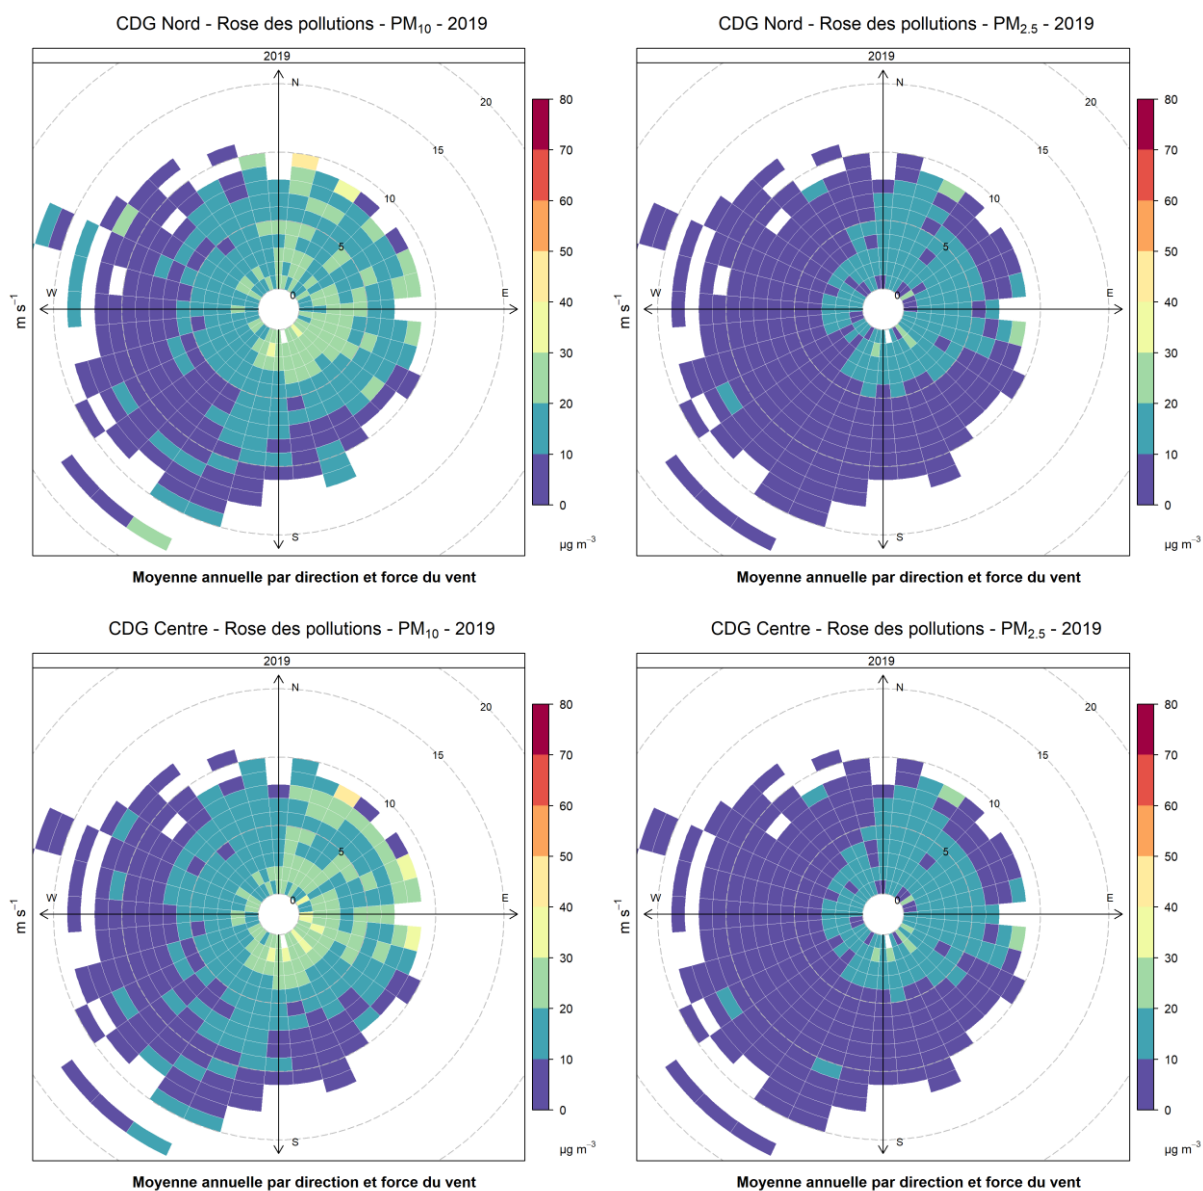 CDG Nord - Rose des pollutions - PM₁₀ - 2019
2019
N
20
15
10
5
0
W
E
S
m s⁻¹
80
70
60
50
40
30
20
10
0
µg m⁻³
Moyenne annuelle par direction et force du vent
CDG Nord - Rose des pollutions - PM₂.₅ - 2019
2019
N
20
15
10
5
0
W
E
S
m s⁻¹
80
70
60
50
40
30
20
10
0
µg m⁻³
Moyenne annuelle par direction et force du vent
CDG Centre - Rose des pollutions - PM₁₀ - 2019
2019
N
20
15
10
5
0
W
E
S
m s⁻¹
80
70
60
50
40
30
20
10
0
µg m⁻³
Moyenne annuelle par direction et force du vent
CDG Centre - Rose des pollutions - PM₂.₅ - 2019
2019
N
20
15
10
5
0
W
E
S
m s⁻¹
80
70
60
50
40
30
20
10
0
µg m⁻³
Moyenne annuelle par direction et force du vent